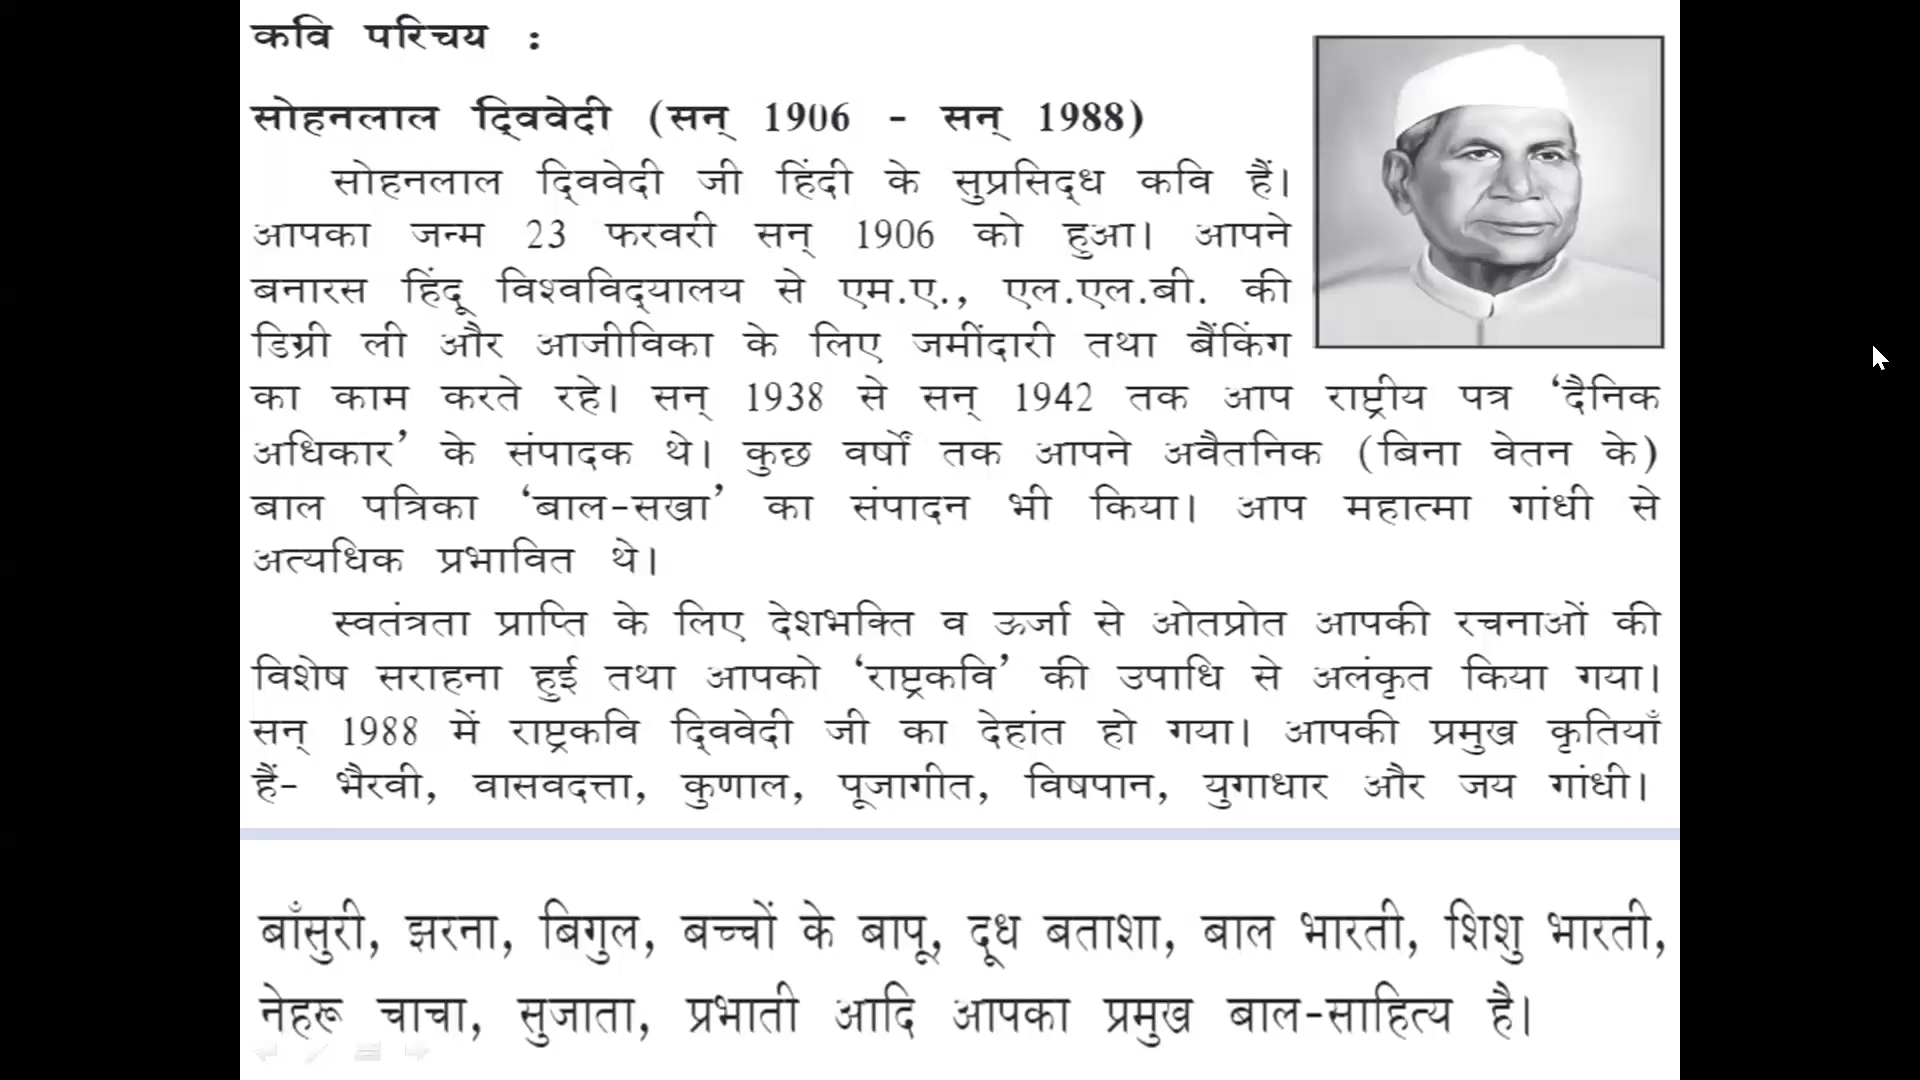 कवि परिचय :
सोहनलाल द्‌विवेदी (सन् 1906 - सन् 1988)
सोहनलाल द्‌विवेदी जी हिंदी के सुप्रसिद्‌ध कवि हैं।
आपका जन्म 23 फरवरी सन् 1906 को हुआ। आपने
बनारस हिंदू विश्वविद्‌यालय से एम.ए., एल.एल.बी. की
डिग्री ली और आजीविका के लिए जमींदारी तथा बैंकिंग
का काम करते रहे। सन् 1938 से सन् 1942 तक आप राष्ट्रीय पत्र ‘दैनिक
अधिकार’ के संपादक थे। कुछ वर्षों तक आपने अवैतनिक (बिना वेतन के)
बाल पत्रिका ‘बाल-सखा’ का संपादन भी किया। आप महात्मा गांधी से
अत्यधिक प्रभावित थे।
स्वतंत्रता प्राप्ति के लिए देशभक्ति व ऊर्जा से ओतप्रोत आपकी रचनाओं की
विशेष सराहना हुई तथा आपको ‘राष्ट्रकवि’ की उपाधि से अलंकृत किया गया।
सन् 1988 में राष्ट्रकवि द्‌विवेदी जी का देहांत हो गया। आपकी प्रमुख कृतियाँ
हैं- भैरवी, वासवदत्ता, कुणाल, पूजागीत, विषपान, युगाधार और जय गांधी।
बाँसुरी, झरना, बिगुल, बच्चों के बापू, दूध बताशा, बाल भारती, शिशु भारती,
नेहरू चाचा, सुजाता, प्रभाती आदि आपका प्रमुख बाल-साहित्य है।